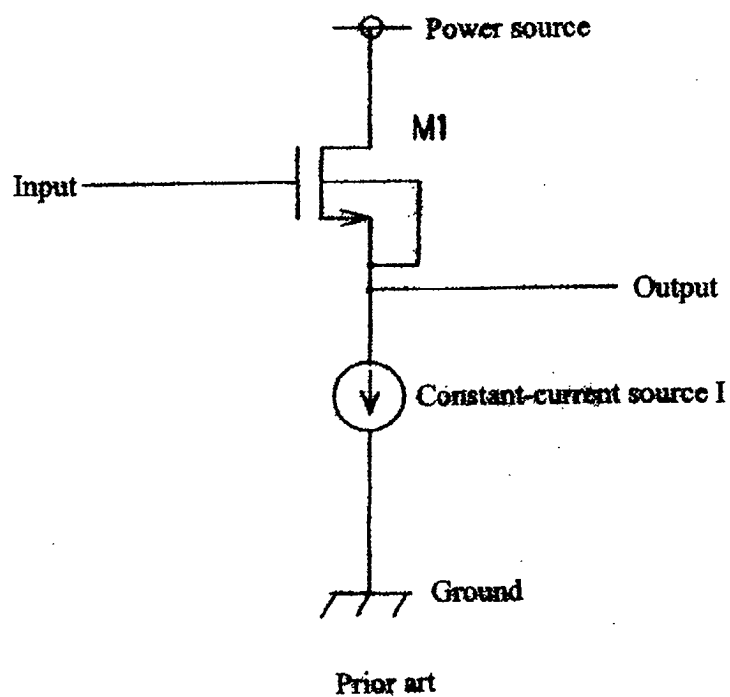 Power source
M1
Input
Output
Constant-current source I
Ground
Prior art